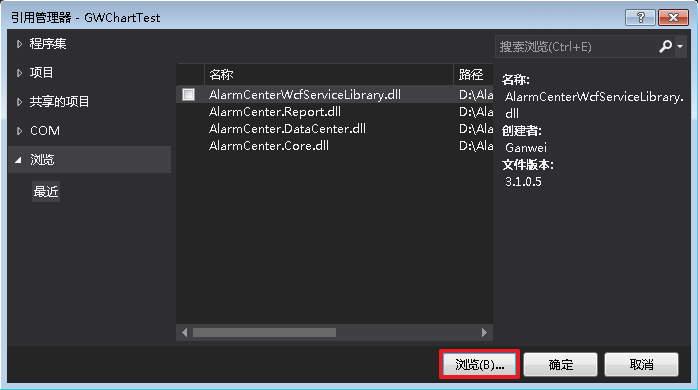 引用管理器 - GWChartTest
程序集
项目
共享的项目
COM
浏览
最近
名称 路径
AlarmCenterWcfServiceLibrary.dll D:\Ala
AlarmCenter.Report.dll D:\Ala
AlarmCenter.DataCenter.dll D:\Ala
AlarmCenter.Core.dll D:\Ala
搜索浏览(Ctrl+E)
名称:
AlarmCenterWcfServiceLibrary.
dll
创建者:
Ganwei
文件版本:
3.1.0.5
浏览(B)... 确定 取消